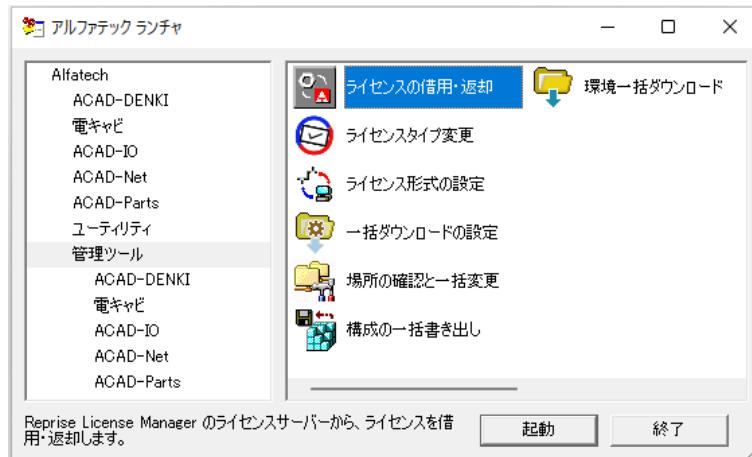 アルファテック ランチャ
Alfatech
ACAD-DENKI
電キャビ
ACAD-IO
ACAD-Net
ACAD-Parts
ユーティリティ
管理ツール
ACAD-DENKI
電キャビ
ACAD-IO
ACAD-Net
ACAD-Parts
ライセンスの借用・返却
ライセンスタイプ変更
ライセンス形式の設定
一括ダウンロードの設定
場所の確認と一括変更
構成の一括書き出し
環境一括ダウンロード
Reprise License Manager のライセンスサーバーから、ライセンスを借
用・返却します。
起動
終了